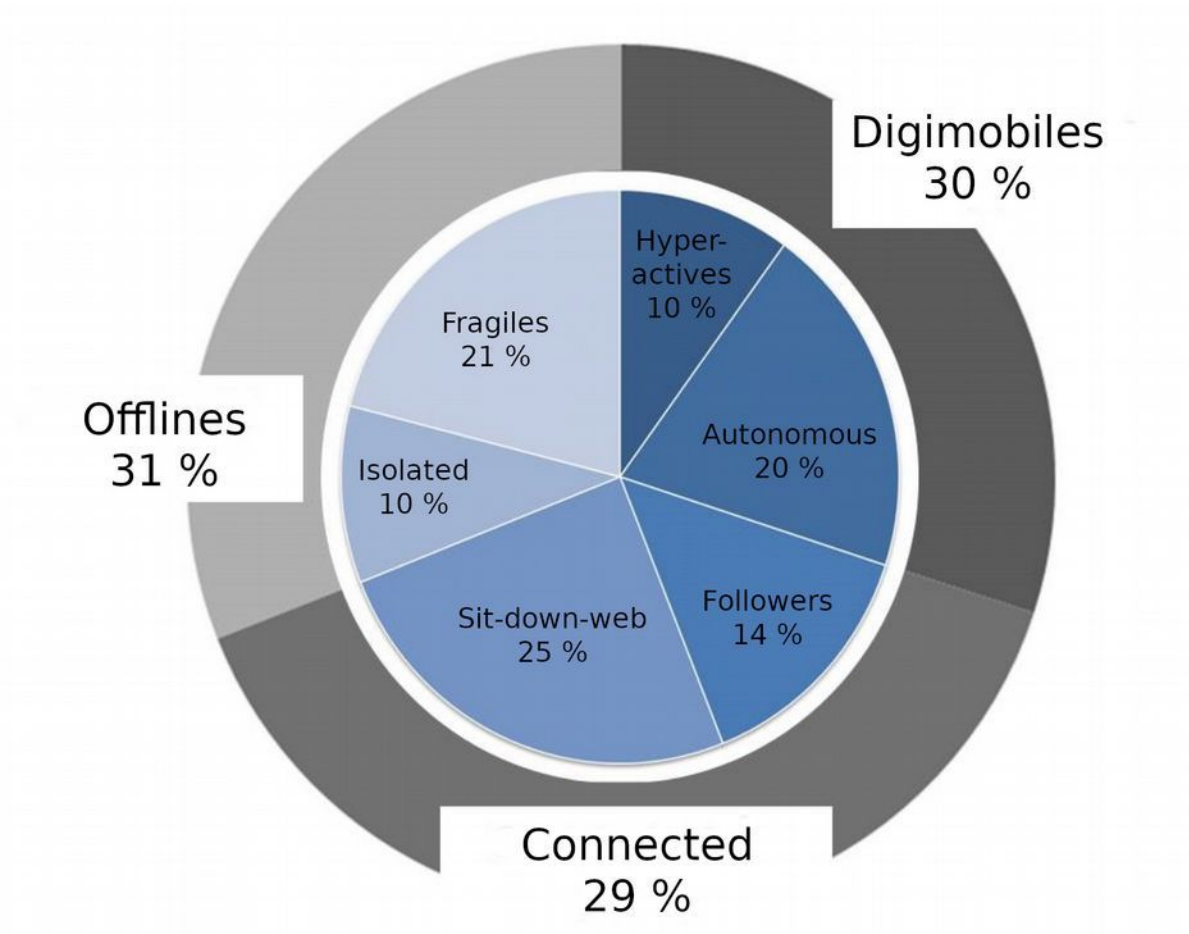 Digimobiles
30 %
Hyper-
actives
10 %
Fragiles
21 %
Autonomous
20 %
Offlines
31 %
Isolated
10 %
Followers
14 %
Sit-down-web
25 %
Connected
29 %